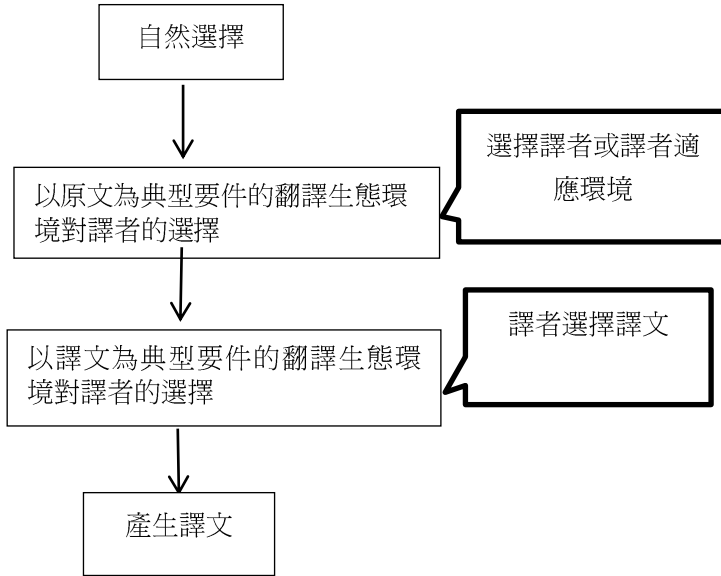 自然選擇
選擇譯者或譯者適
應環境
以原文為典型要件的翻譯生態環
境對譯者的選擇
譯者選擇譯文
以譯文為典型要件的翻譯生態環
境對譯者的選擇
產生譯文